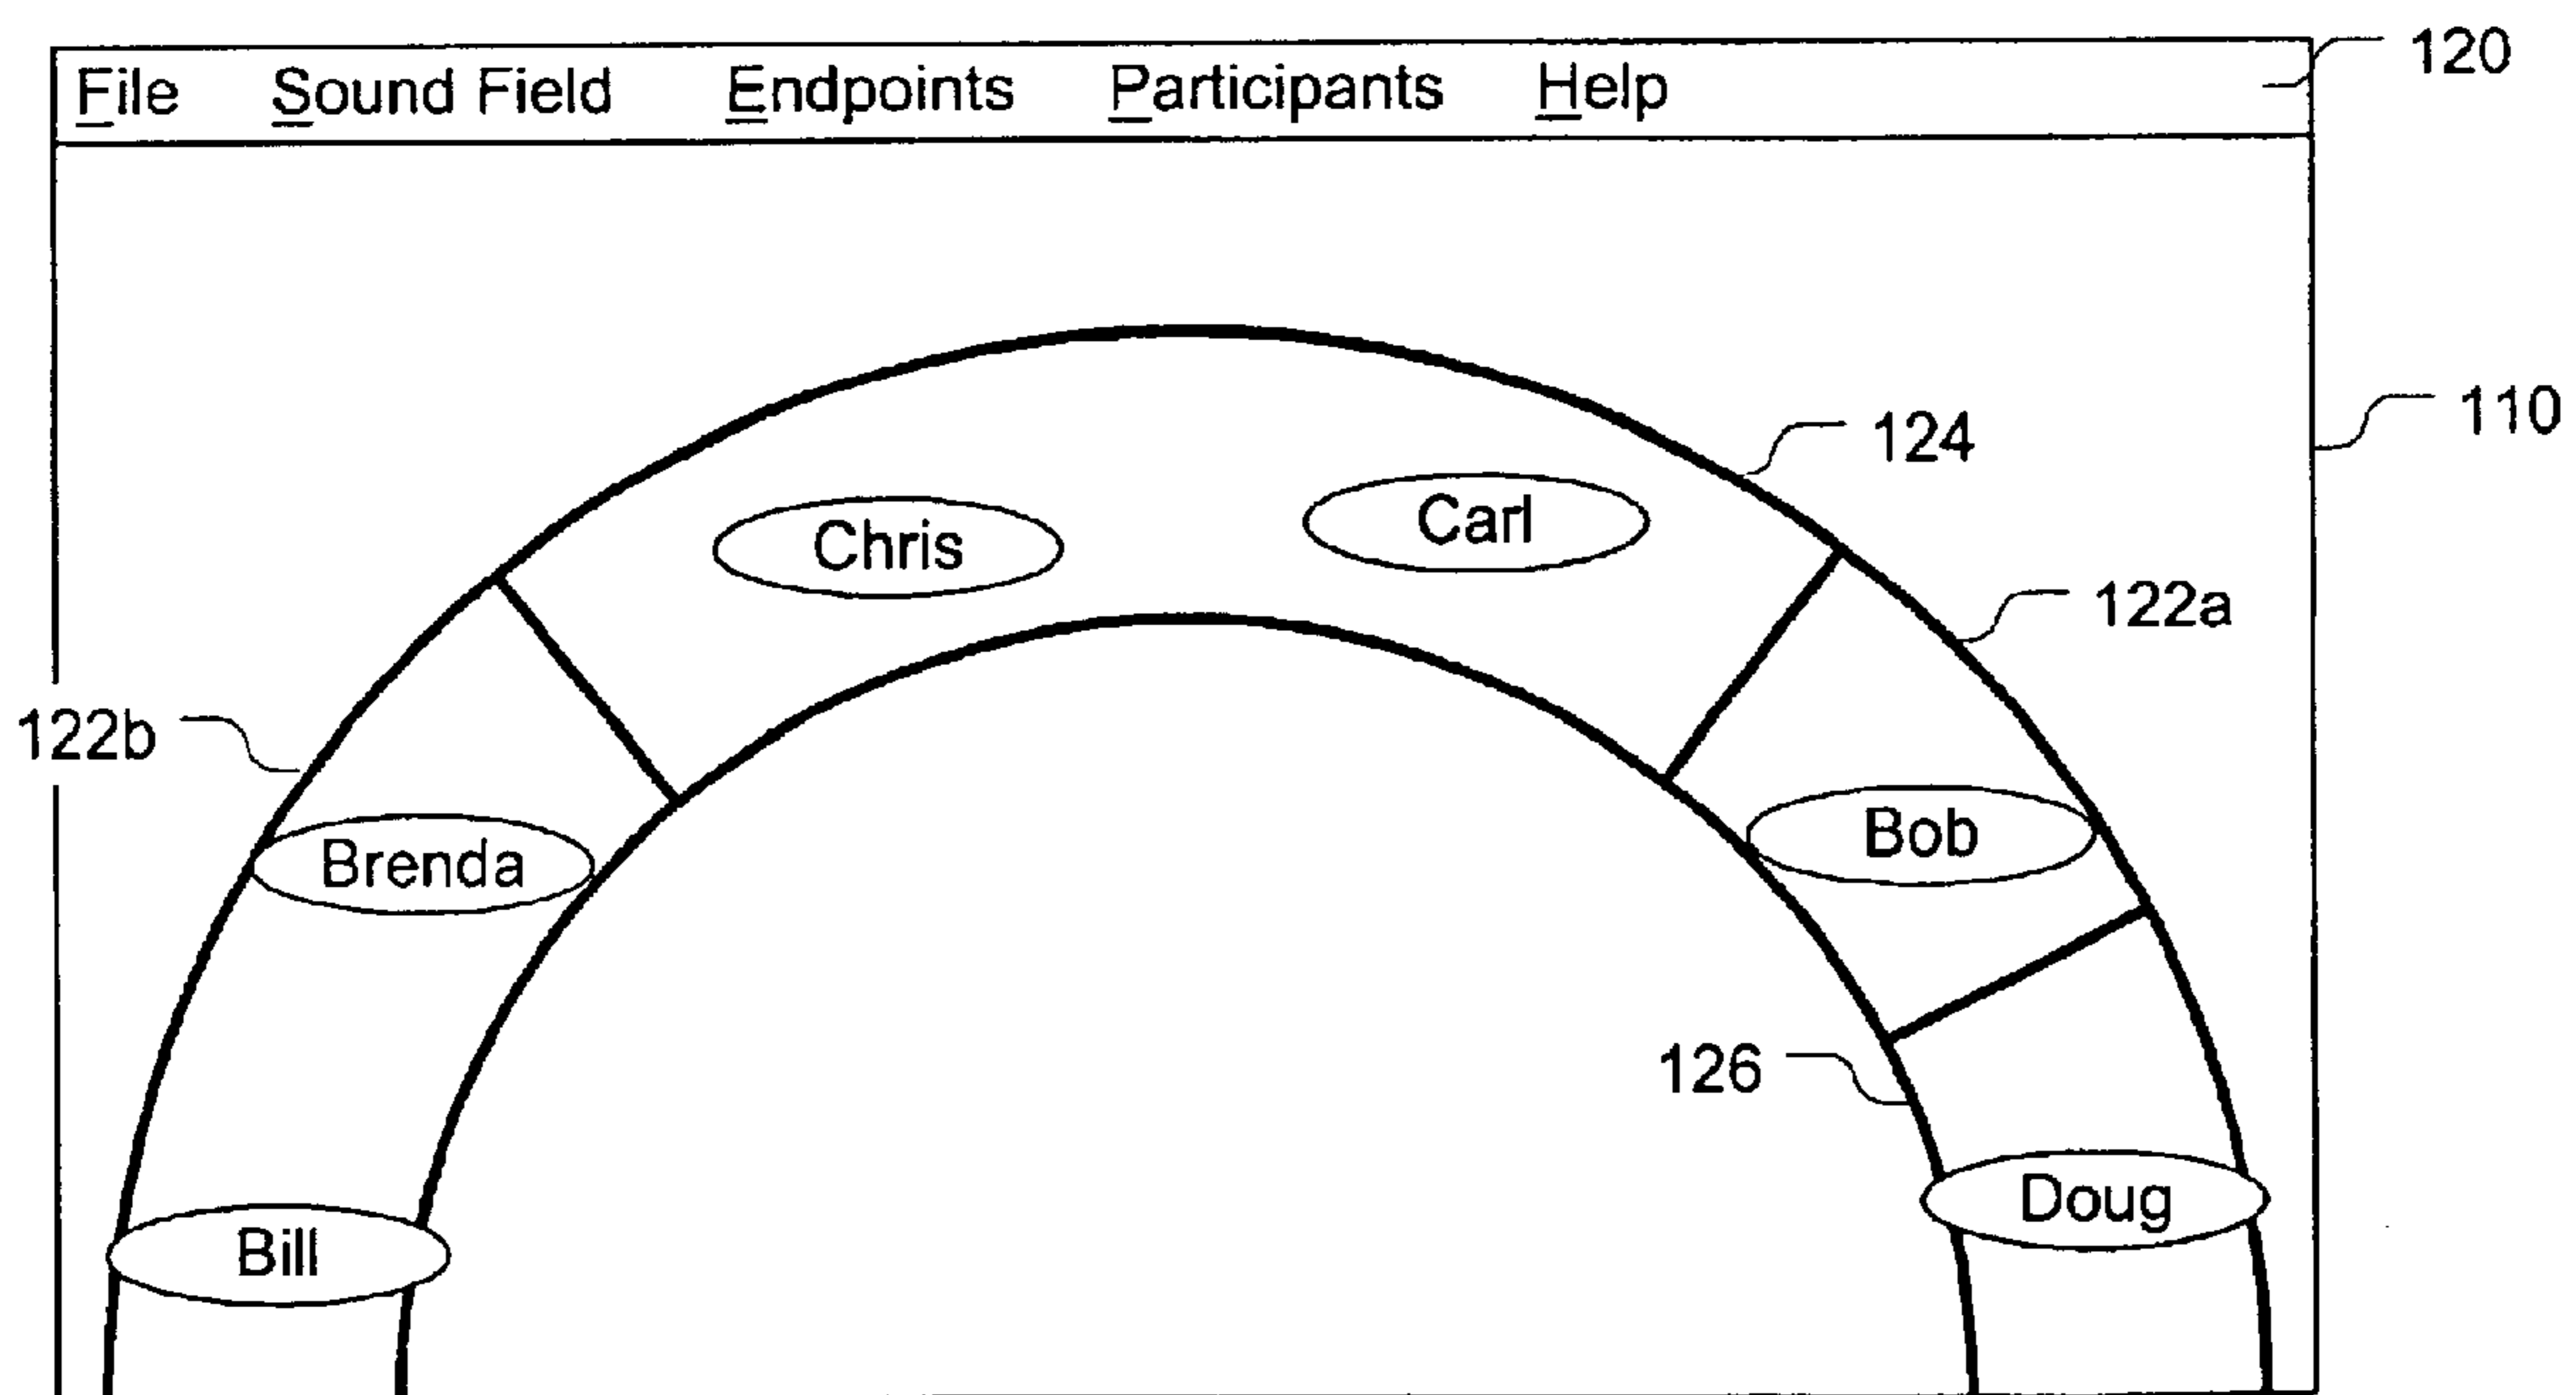 File Sound Field Endpoints Participants Help
120
110
124
Carl
Chris
122a
122b
Bob
Brenda
126
Doug
Bill